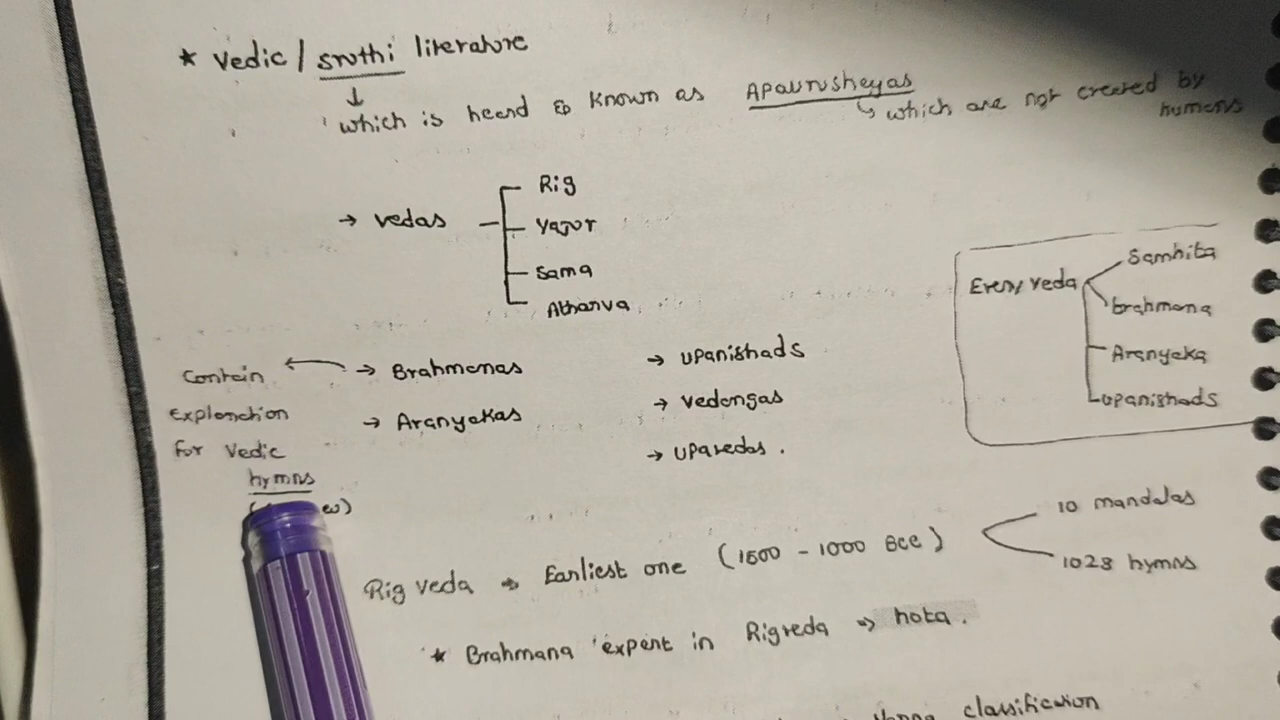 * Vedic / sruthi literature
↓
which is heard & known as Apaurusheyas
↳ which are not created by humans
→ vedas
Rig
Yajur
Sama
Atharva
Every veda
Samhita
brahmana
Aranyaka
upanishads
→ Brahmanas
→ Aranyakas
Contain
explanation
for vedic
hymns
→ upanishads
→ vedangas
→ upavedas .
Rig veda → Earliest one (1500 - 1000 BCE)
10 mandalas
1028 hymns
* Brahmana expert in Rigveda → hota .
classification